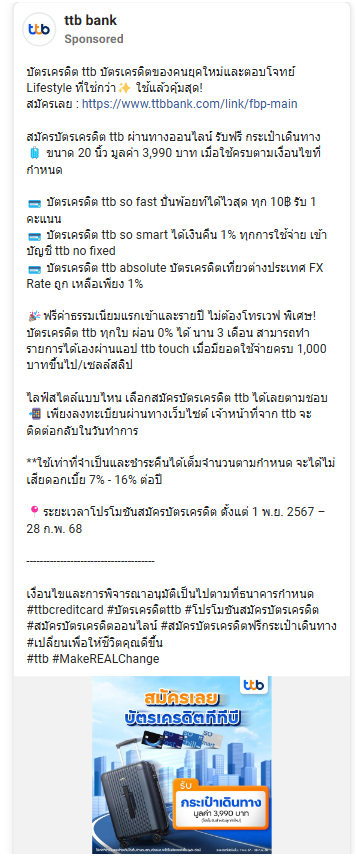 ttb bank
Sponsored
บัตรเครดิต ttb บัตรเครดิตของคนยุคใหม่และตอบโจทย์
Lifestyle ที่ใช่กว่า✨ ใช้แล้วคุ้มสุด!
สมัครเลย : https://www.ttbbank.com/link/fbp-main
สมัครบัตรเครดิต ttb ผ่านทางออนไลน์ รับฟรี กระเป๋าเดินทาง
🧳 ขนาด 20 นิ้ว มูลค่า 3,990 บาท เมื่อใช้ครบตามเงื่อนไขที่
กำหนด
💳 บัตรเครดิต ttb so fast ปั่นพ้อยท์ได้ไวสุด ทุก 10฿ รับ 1
คะแนน
💳 บัตรเครดิต ttb so smart ได้เงินคืน 1% ทุกการใช้จ่าย เข้า
บัญชี ttb no fixed
💳 บัตรเครดิต ttb absolute บัตรเครดิตเที่ยวต่างประเทศ FX
Rate ถูก เหลือเพียง 1%
🎉 ฟรีค่าธรรมเนียมแรกเข้าและรายปี ไม่ต้องโทรเวฟ พิเศษ!
บัตรเครดิต ttb ทุกใบ ผ่อน 0% ได้ นาน 3 เดือน สามารถทำ
รายการได้เองผ่านแอป ttb touch เมื่อมียอดใช้จ่ายครบ 1,000
บาทขึ้นไป/เซลล์สลิป
ไลฟ์สไตล์แบบไหน เลือกสมัครบัตรเครดิต ttb ได้เลยตามชอบ
📲 เพียงลงทะเบียนผ่านทางเว็บไซต์ เจ้าหน้าที่จาก ttb จะ
ติดต่อกลับในวันทำการ
**ใช้เท่าที่จำเป็นและชำระคืนได้เต็มจำนวนตามกำหนด จะได้ไม่
เสียดอกเบี้ย 7% - 16% ต่อปี
📍ระยะเวลาโปรโมชันสมัครบัตรเครดิต ตั้งแต่ 1 พ.ย. 2567 –
28 ก.พ. 68
--------------------------------------
เงื่อนไขและการพิจารณาอนุมัติเป็นไปตามที่ธนาคารกำหนด
#ttbcreditcard #บัตรเครดิตttb #โปรโมชันสมัครบัตรเครดิต
#สมัครบัตรเครดิตออนไลน์ #สมัครบัตรเครดิตฟรีกระเป๋าเดินทาง
#เปลี่ยนเพื่อให้ชีวิตคุณดีขึ้น
#ttb #MakeREALChange
ttb
สมัครเลย
บัตรเครดิตทีทีบี
รับ
กระเป๋าเดินทาง
มูลค่า 3,990 บาท